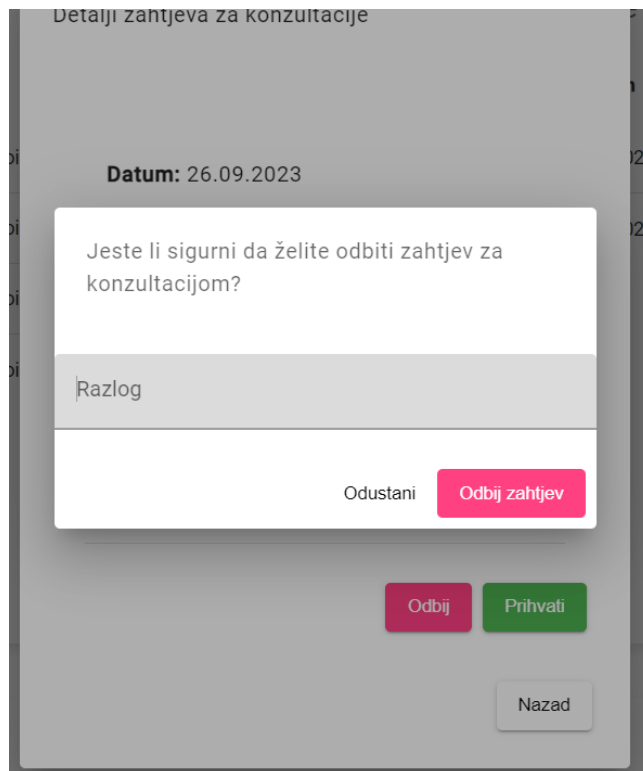 Detalji zahtjeva za konzultacije
Datum: 26.09.2023
Jeste li sigurni da želite odbiti zahtjev za
konzultacijom?
Razlog
Odustani
Odbij zahtjev
Odbij
Prihvati
Nazad